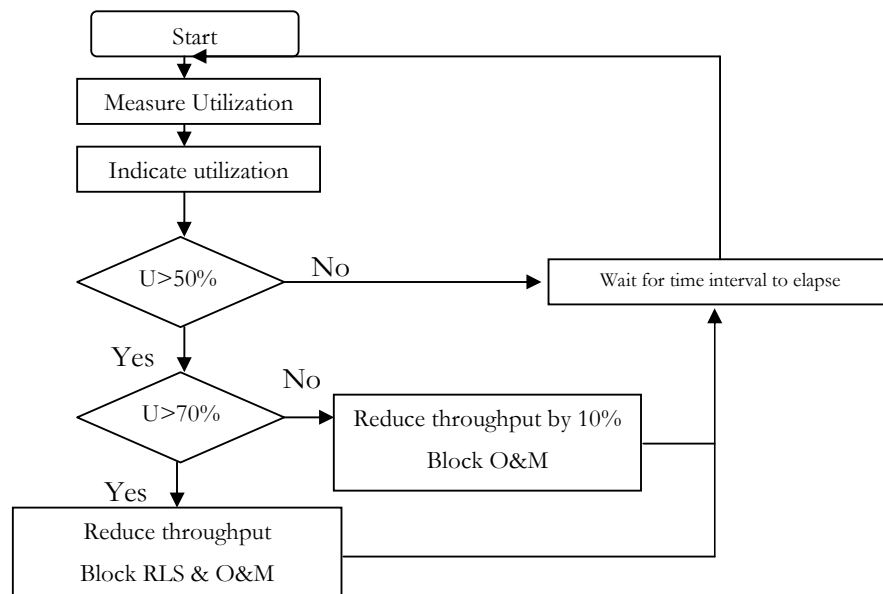 Start
Measure Utilization
Indicate utilization
U>50%
No
Wait for time interval to elapse
Yes
U>70%
No
Reduce throughput by 10%
Block O&M
Yes
Reduce throughput
Block RLS & O&M